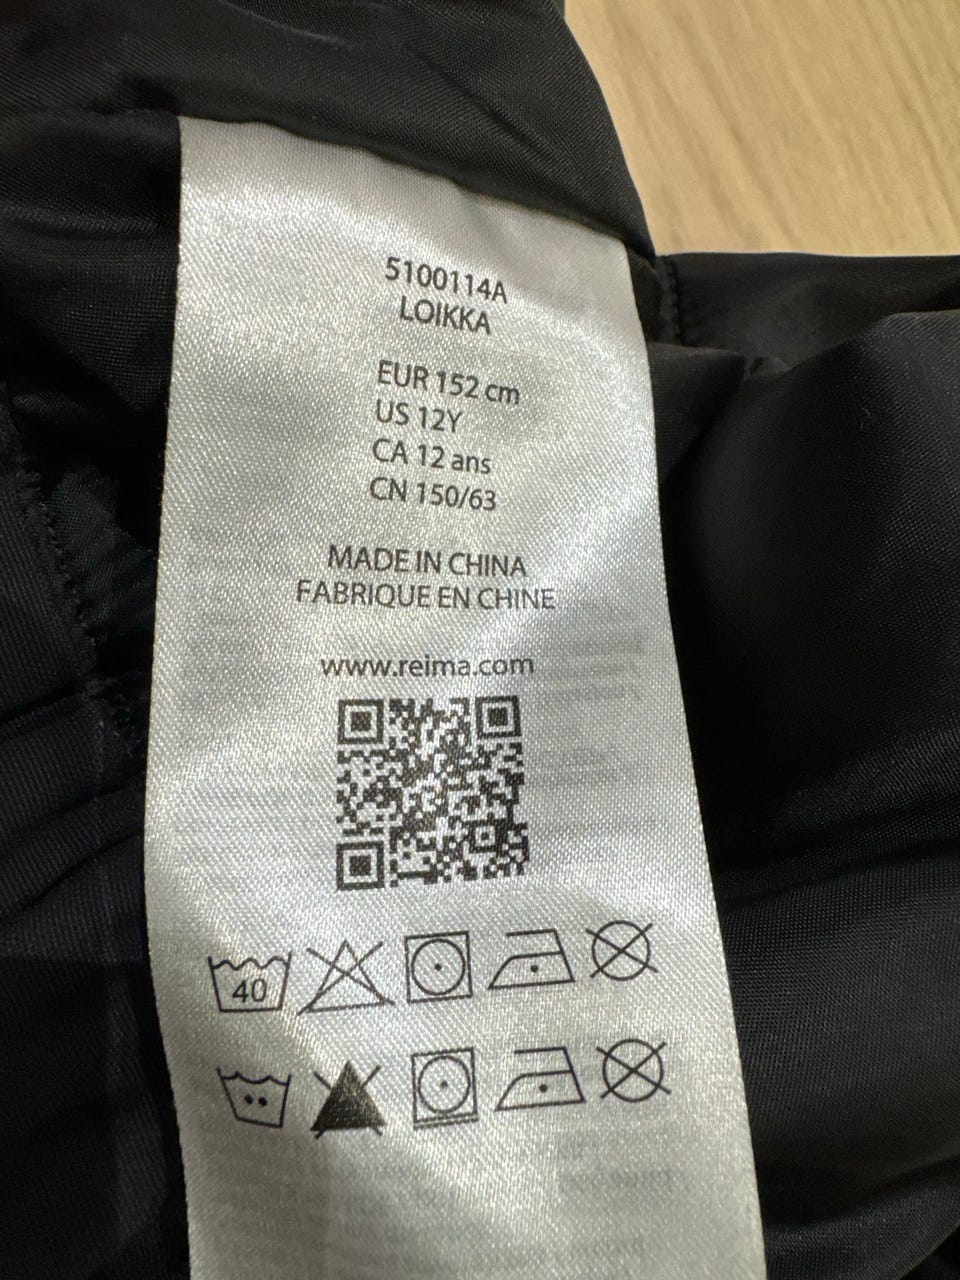 5100114A
LOIKKA
EUR 152 cm
US 12Y
CA 12 ans
CN 150/63
MADE IN CHINA
FABRIQUE EN CHINE
www.reima.com
40